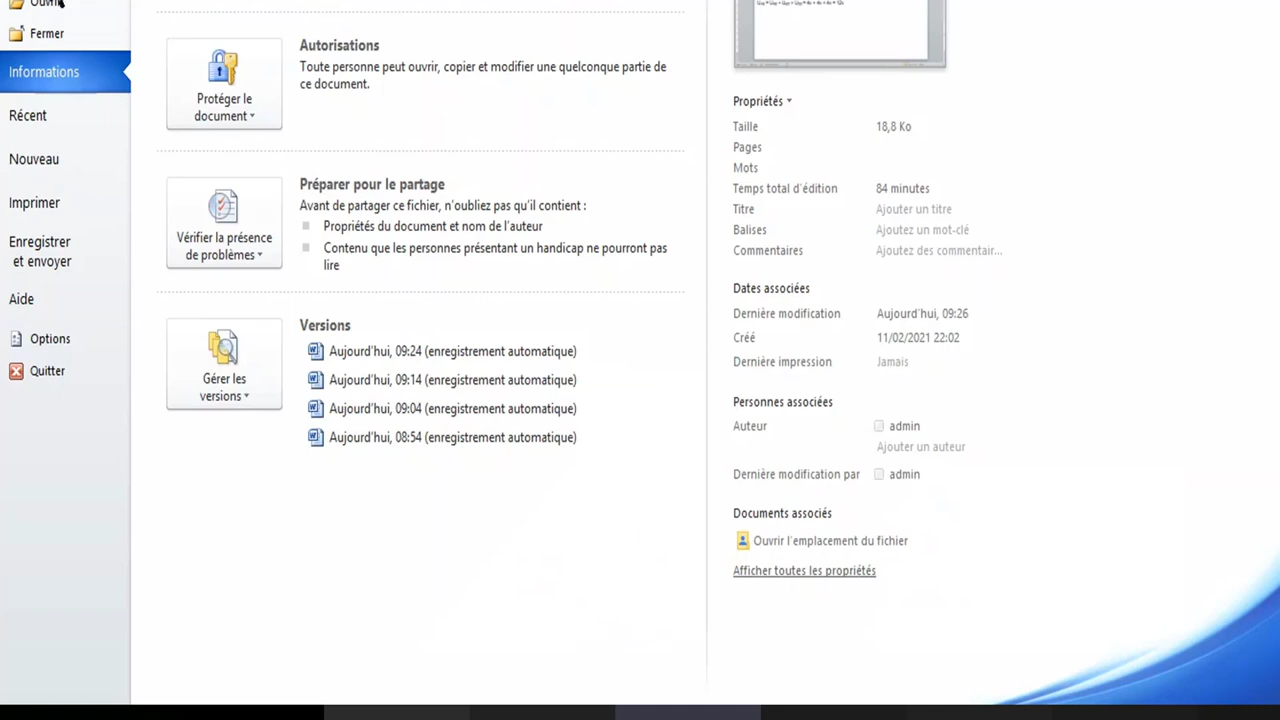 Ouvrir
Fermer
Informations
Récent
Nouveau
Imprimer
Enregistrer
et envoyer
Aide
Options
Quitter
Autorisations
Toute personne peut ouvrir, copier et modifier une quelconque partie de
ce document.
Protéger le
document
Préparer pour le partage
Avant de partager ce fichier, n'oubliez pas qu'il contient :
Propriétés du document et nom de l'auteur
Contenu que les personnes présentant un handicap ne pourront pas
lire
Vérifier la présence
de problèmes
Versions
Aujourd'hui, 09:24 (enregistrement automatique)
Aujourd'hui, 09:14 (enregistrement automatique)
Aujourd'hui, 09:04 (enregistrement automatique)
Aujourd'hui, 08:54 (enregistrement automatique)
Gérer les
versions
Propriétés
Taille 18,8 Ko
Pages
Mots
Temps total d'édition 84 minutes
Titre Ajouter un titre
Balises Ajoutez un mot-clé
Commentaires Ajoutez des commentair...
Dates associées
Dernière modification Aujourd'hui, 09:26
Créé 11/02/2021 22:02
Dernière impression Jamais
Personnes associées
Auteur admin
Ajouter un auteur
Dernière modification par admin
Documents associés
Ouvrir l'emplacement du fichier
Afficher toutes les propriétés